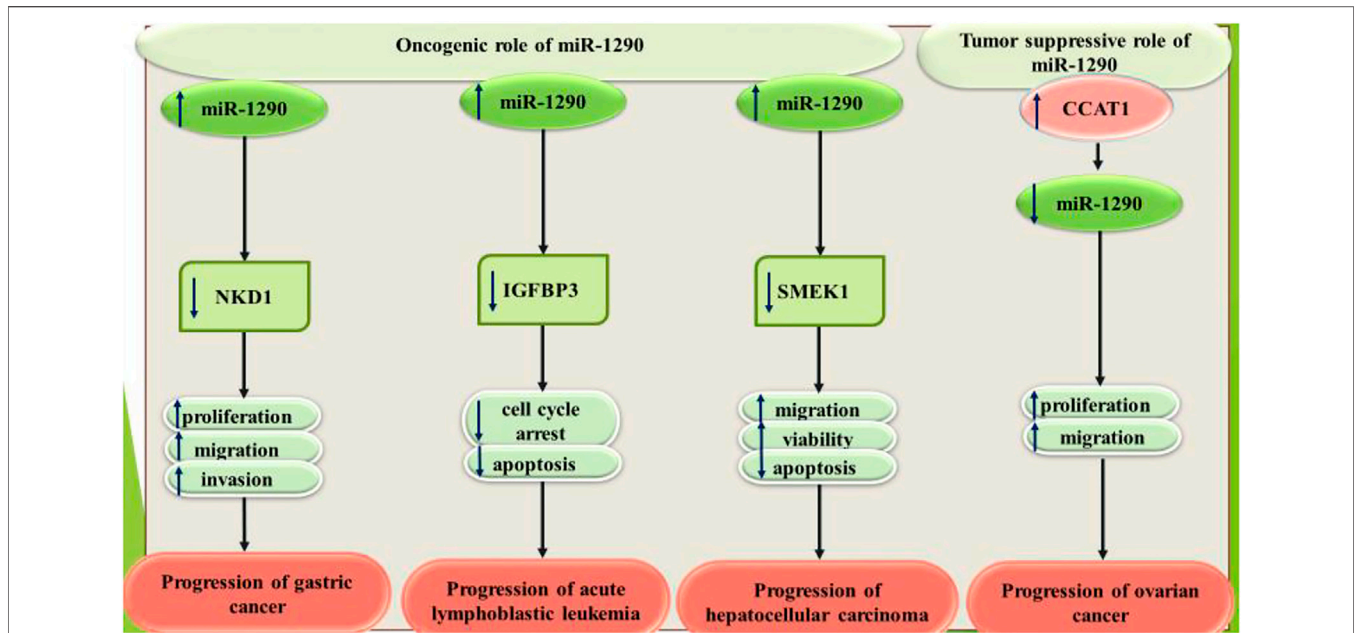 Oncogenic role of miR-1290
↑ miR-1290
↓ NKD1
↑ proliferation
↑ migration
↑ invasion
Progression of gastric
cancer
↑ miR-1290
↓ IGFBP3
↓ cell cycle
arrest
↓ apoptosis
Progression of acute
lymphoblastic leukemia
↑ miR-1290
↓ SMEK1
↑ migration
↑ viability
↓ apoptosis
Progression of
hepatocellular carcinoma
Tumor suppressive role of
miR-1290
↑ CCAT1
↓ miR-1290
↑ proliferation
↑ migration
Progression of ovarian
cancer